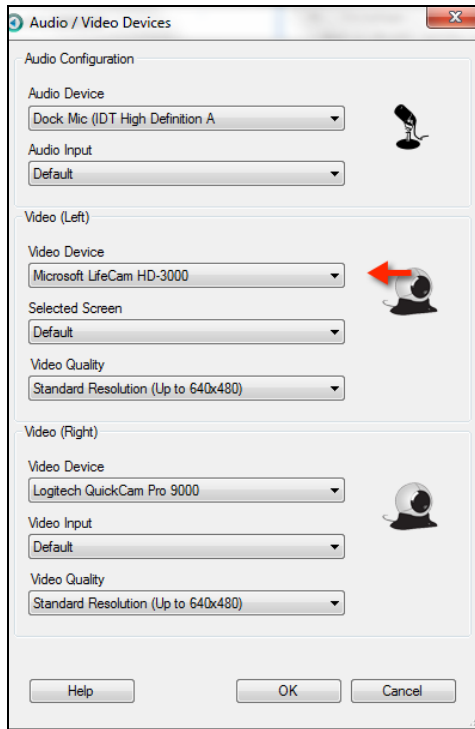 Audio / Video Devices
Audio Configuration
Audio Device
Dock Mic (IDT High Definition A
Audio Input
Default
Video (Left)
Video Device
Microsoft LifeCam HD-3000
Selected Screen
Default
Video Quality
Standard Resolution (Up to 640x480)
Video (Right)
Video Device
Logitech QuickCam Pro 9000
Video Input
Default
Video Quality
Standard Resolution (Up to 640x480)
Help OK Cancel